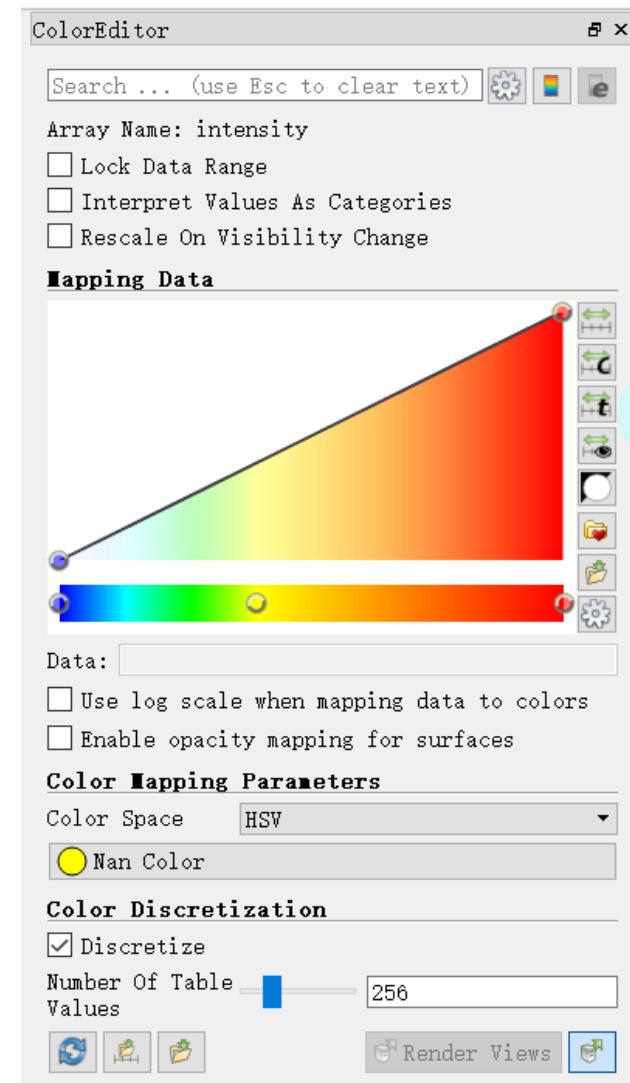 ColorEditor
Search ... (use Esc to clear text)
Array Name: intensity
Lock Data Range
Interpret Values As Categories
Rescale On Visibility Change
Mapping Data
Data:
Use log scale when mapping data to colors
Enable opacity mapping for surfaces
Color Mapping Parameters
Color Space HSV
Nan Color
Color Discretization
Discretize
Number Of Table
Values
256
Render Views